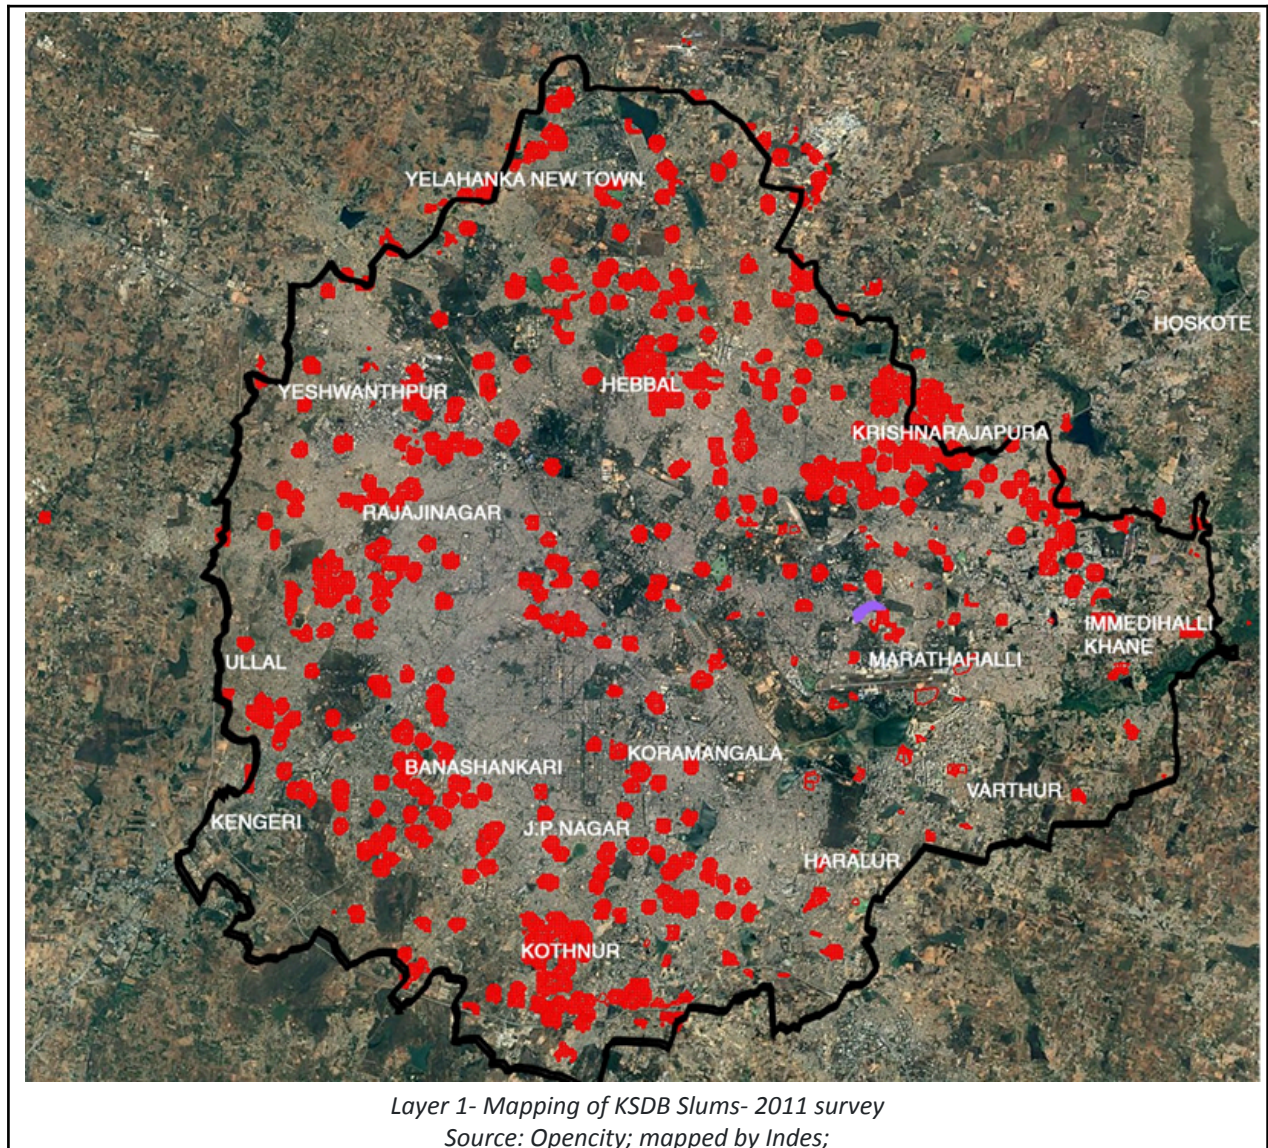 YELAHANKA NEW TOWN
HOSKOTE
YESHWANTHPUR
HEBBAL
KRISHNARAJAPURA
RAJAJINAGAR
IMMEDIHALLI
KHANE
ULLAL
MARATHAHALLI
KORAMANGALA
BANASHANKARI
VARTHUR
KENGERI
J.P.NAGAR
HARALUR
KOTHNUR
Layer 1- Mapping of KSDB Slums- 2011 survey
Source: Opencity; mapped by Indes;